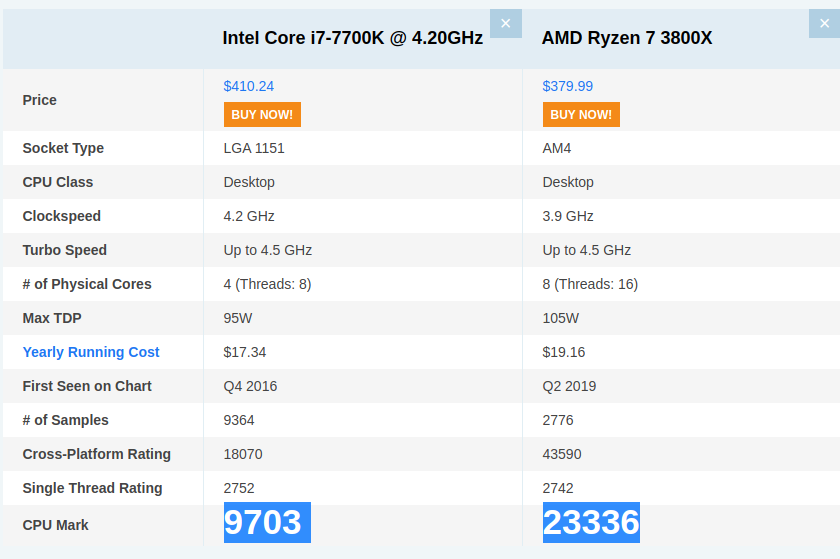 Intel Core i7-7700K @ 4.20GHz × AMD Ryzen 7 3800X ×
Price $410.24 $379.99
BUY NOW! BUY NOW!
Socket Type LGA 1151 AM4
CPU Class Desktop Desktop
Clockspeed 4.2 GHz 3.9 GHz
Turbo Speed Up to 4.5 GHz Up to 4.5 GHz
# of Physical Cores 4 (Threads: 8) 8 (Threads: 16)
Max TDP 95W 105W
Yearly Running Cost $17.34 $19.16
First Seen on Chart Q4 2016 Q2 2019
# of Samples 9364 2776
Cross-Platform Rating 18070 43590
Single Thread Rating 2752 2742
CPU Mark 9703 23336